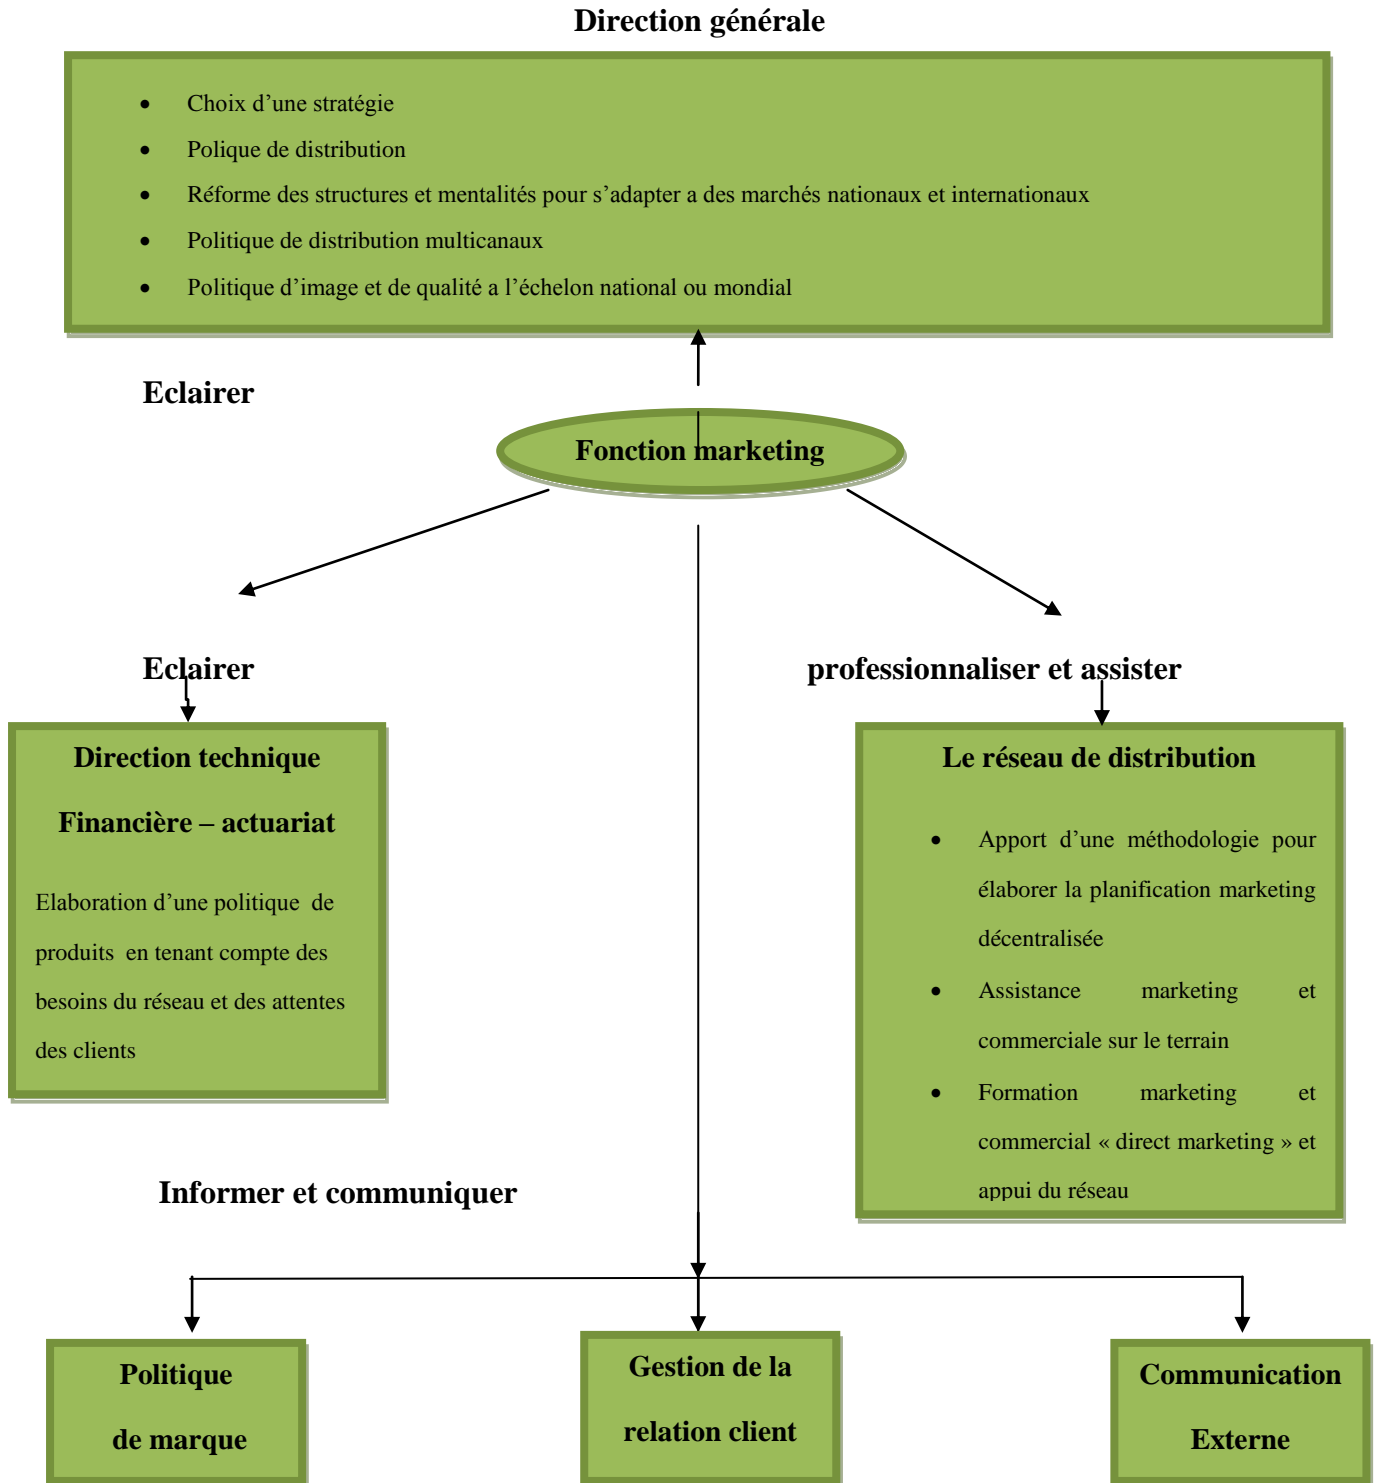 Direction générale
• Choix d’une stratégie
• Polique de distribution
• Réforme des structures et mentalités pour s’adapter a des marchés nationaux et internationaux
• Politique de distribution multicanaux
• Politique d’image et de qualité a l’échelon national ou mondial
Eclairer
Fonction marketing
Eclairer
professionnaliser et assister
Direction technique
Financière – actuariat
Elaboration d’une politique de
produits en tenant compte des
besoins du réseau et des attentes
des clients
Le réseau de distribution
• Apport d’une méthodologie pour
élaborer la planification marketing
décentralisée
• Assistance marketing et
commerciale sur le terrain
• Formation marketing et
commercial « direct marketing » et
appui du réseau
Informer et communiquer
Politique
de marque
Gestion de la
relation client
Communication
Externe